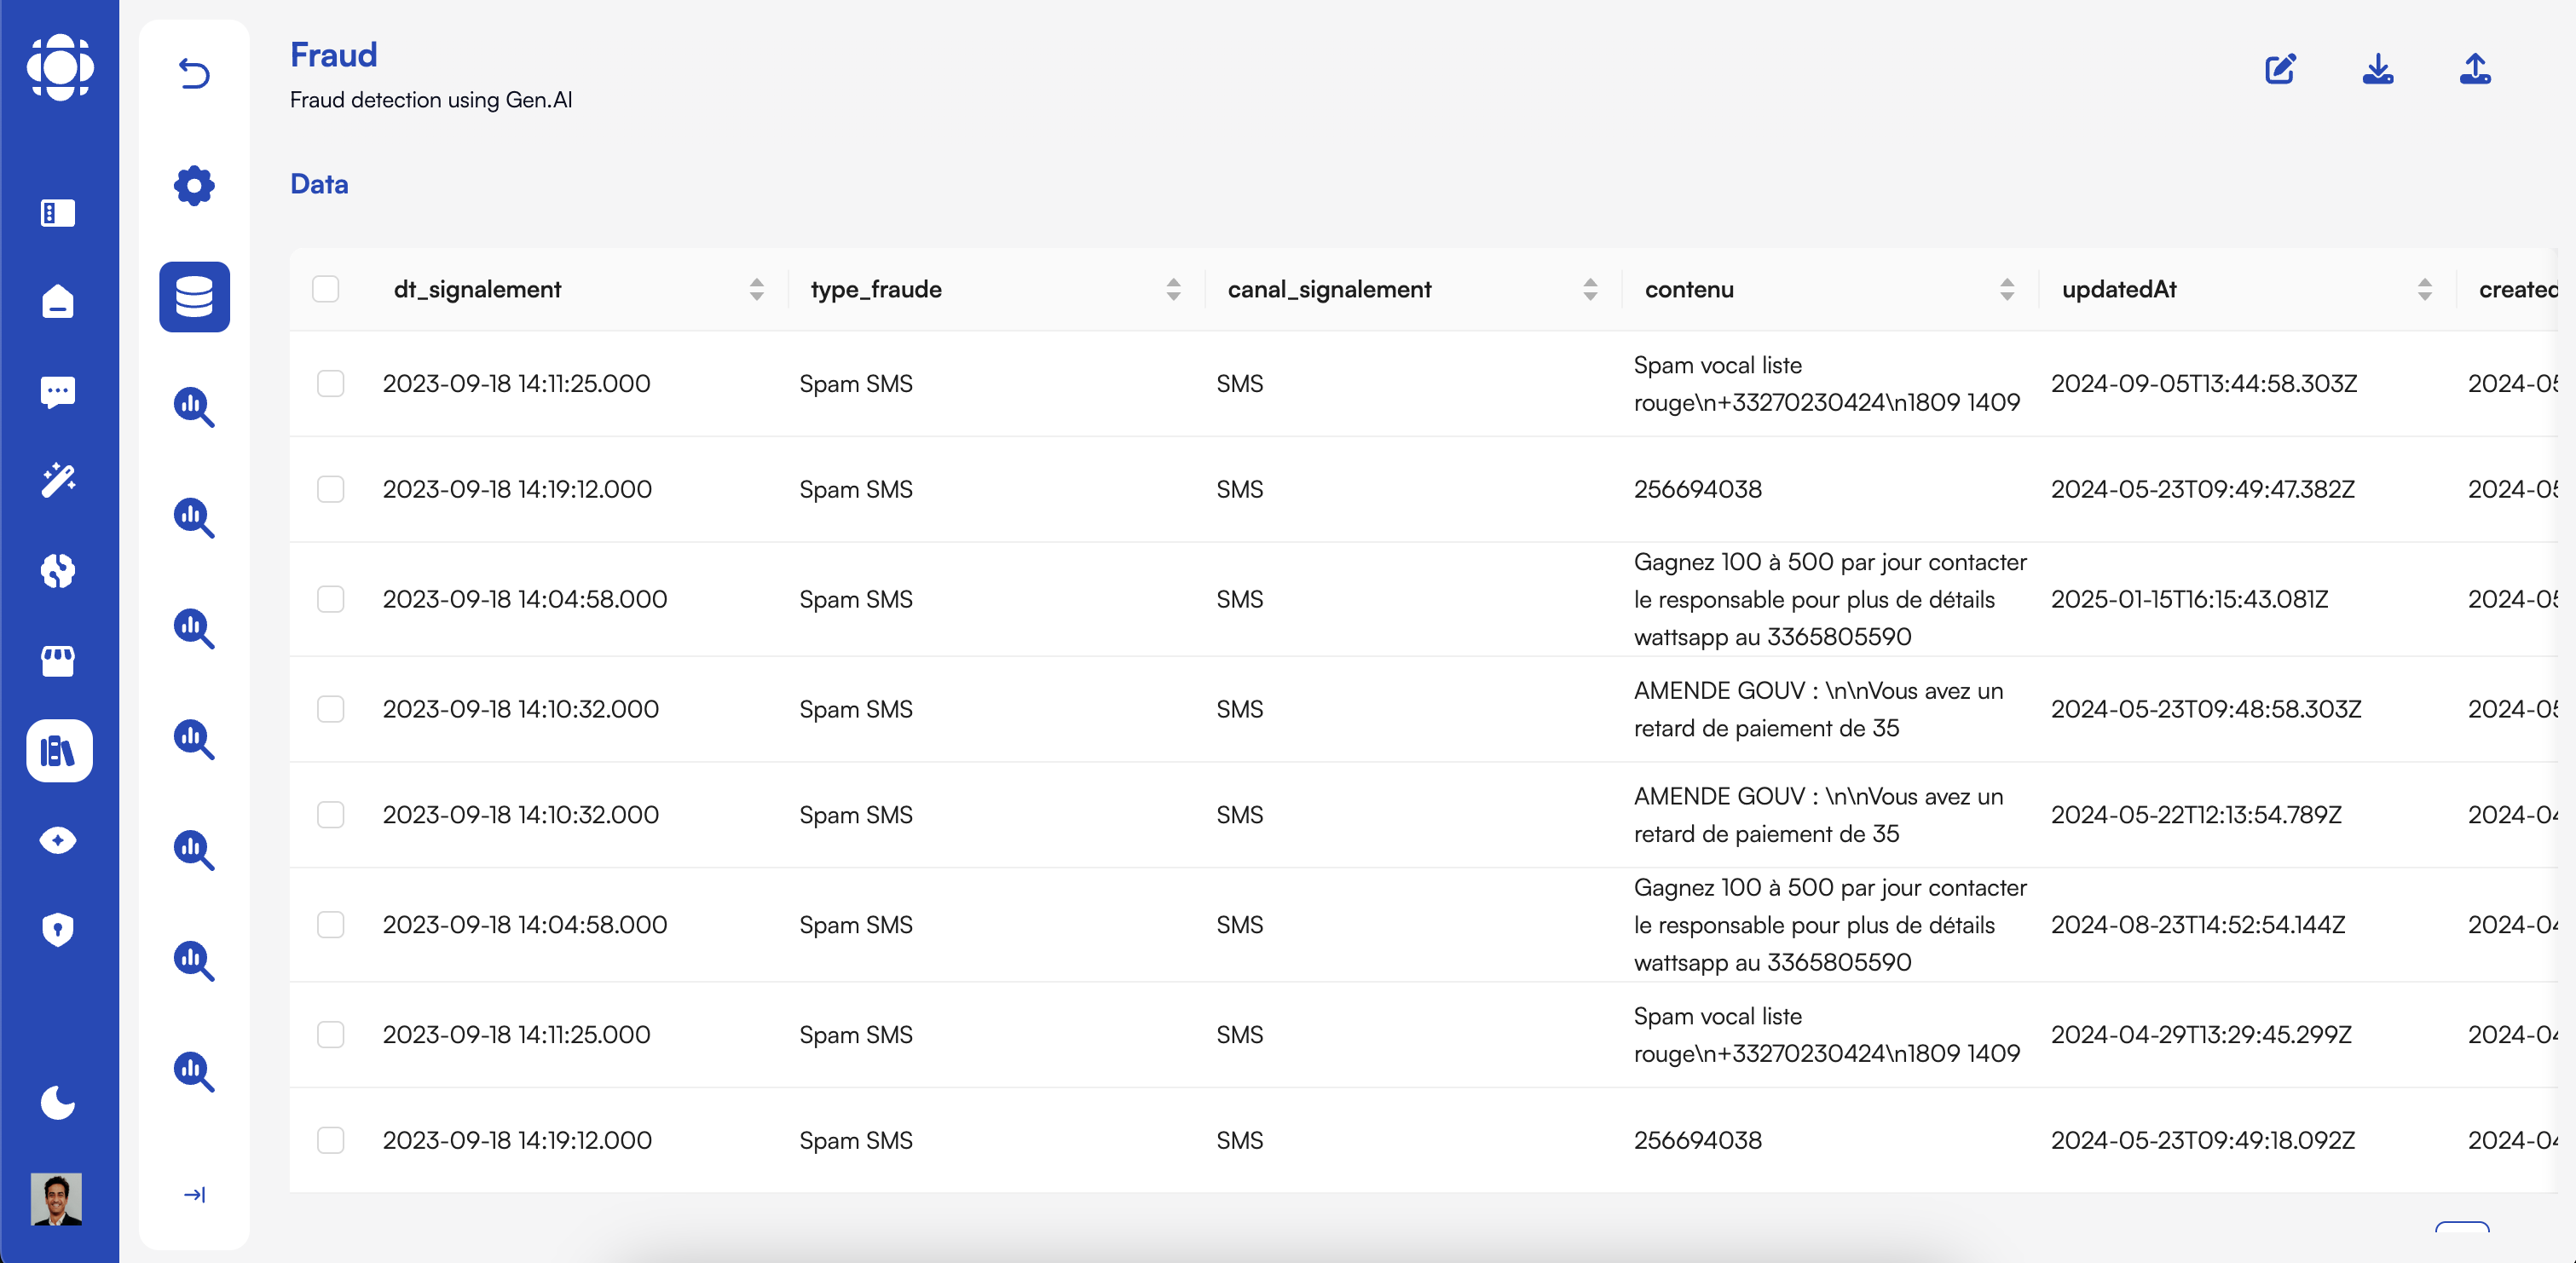 Fraud
Fraud detection using Gen.AI
Data
dt_signalement type_fraude canal_signalement contenu updatedAt created
2023-09-18 14:11:25.000 Spam SMS SMS Spam vocal liste
rouge\n+33270230424\n1809 1409 2024-09-05T13:44:58.303Z 2024-05
2023-09-18 14:19:12.000 Spam SMS SMS 256694038 2024-05-23T09:49:47.382Z 2024-05
2023-09-18 14:04:58.000 Spam SMS SMS Gagnez 100 à 500 par jour contacter
le responsable pour plus de détails
wattsapp au 3365805590 2025-01-15T16:15:43.081Z 2024-05
2023-09-18 14:10:32.000 Spam SMS SMS AMENDE GOUV : \n\nVous avez un
retard de paiement de 35 2024-05-23T09:48:58.303Z 2024-05
2023-09-18 14:10:32.000 Spam SMS SMS AMENDE GOUV : \n\nVous avez un
retard de paiement de 35 2024-05-22T12:13:54.789Z 2024-04
2023-09-18 14:04:58.000 Spam SMS SMS Gagnez 100 à 500 par jour contacter
le responsable pour plus de détails
wattsapp au 3365805590 2024-08-23T14:52:54.144Z 2024-04
2023-09-18 14:11:25.000 Spam SMS SMS Spam vocal liste
rouge\n+33270230424\n1809 1409 2024-04-29T13:29:45.299Z 2024-04
2023-09-18 14:19:12.000 Spam SMS SMS 256694038 2024-05-23T09:49:18.092Z 2024-04